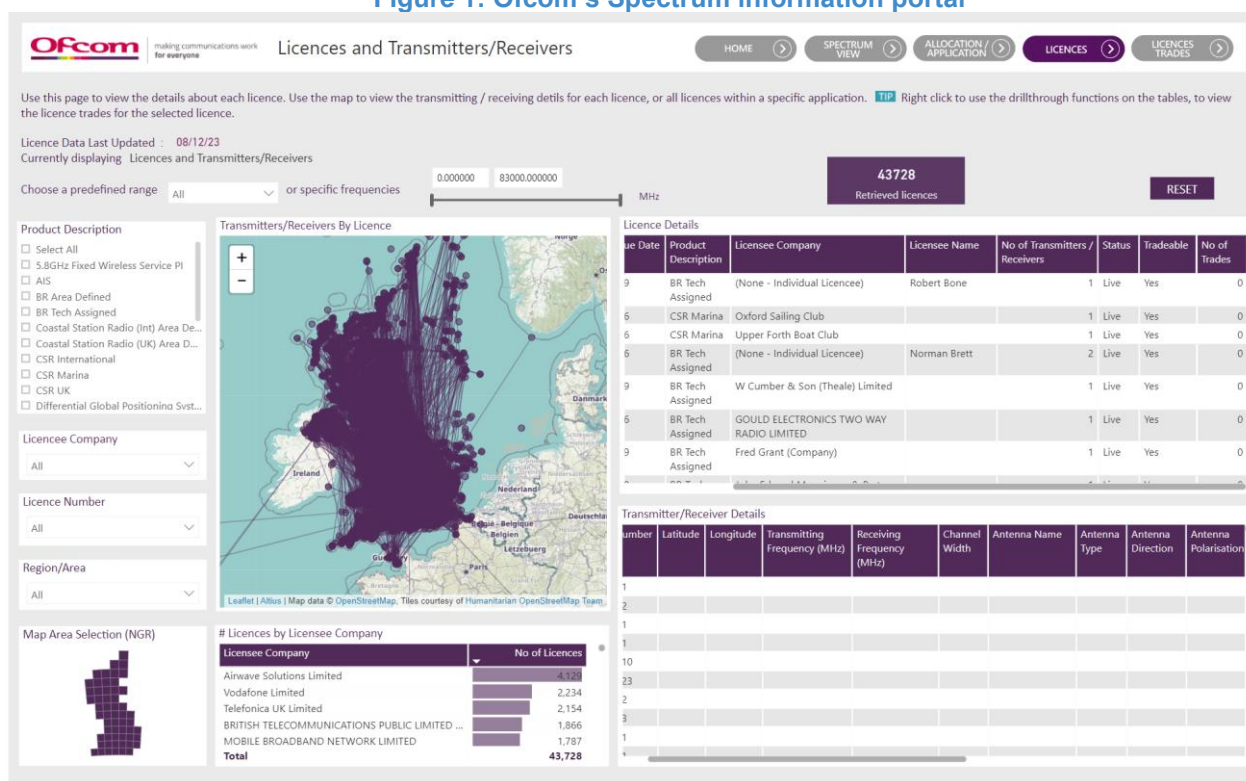 Figure 1: Ofcom's Spectrum information portal
Ofcom
making communications work
for everyone
Licences and Transmitters/Receivers
HOME
SPECTRUM
VIEW
ALLOCATION /
APPLICATION
LICENCES
LICENCES
TRADES
Use this page to view the details about each licence. Use the map to view the transmitting / receiving detils for each licence, or all licences within a specific application. TIP Right click to use the drillthrough functions on the tables, to view
the licence trades for the selected licence.
Licence Data Last Updated : 08/12/23
Currently displaying Licences and Transmitters/Receivers
Choose a predefined range All or specific frequencies 0.000000 83000.000000 MHz
43728
Retrieved licences
RESET
Product Description
Select All
5.8GHz Fixed Wireless Service PI
AIS
BR Area Defined
BR Tech Assigned
Coastal Station Radio (Int) Area De...
Coastal Station Radio (UK) Area D...
CSR International
CSR Marina
CSR UK
Differential Global Positioning Syst...
Licencee Company
All
Licence Number
All
Region/Area
All
Map Area Selection (NGR)
Transmitters/Receivers By Licence
+
−
Norge
Danmark
Ireland
Nederland
Deutschla
België - Belgique
Belgien
Lëtzebuerg
Paris
Leaflet | Altius | Map data © OpenStreetMap, Tiles courtesy of Humanitarian OpenStreetMap Team
# Licences by Licensee Company
Licensee Company No of Licences
Airwave Solutions Limited 4,129
Vodafone Limited 2,234
Telefonica UK Limited 2,154
BRITISH TELECOMMUNICATIONS PUBLIC LIMITED ... 1,866
MOBILE BROADBAND NETWORK LIMITED 1,787
Total 43,728
Licence Details
ue Date Product Description Licensee Company Licensee Name No of Transmitters / Receivers Status Tradeable No of Trades
9 BR Tech Assigned (None - Individual Licencee) Robert Bone 1 Live Yes 0
6 CSR Marina Oxford Sailing Club 1 Live Yes 0
6 CSR Marina Upper Forth Boat Club 1 Live Yes 0
6 BR Tech Assigned (None - Individual Licencee) Norman Brett 2 Live Yes 0
9 BR Tech Assigned W Cumber & Son (Theale) Limited 1 Live Yes 0
6 BR Tech Assigned GOULD ELECTRONICS TWO WAY RADIO LIMITED 1 Live Yes 0
9 BR Tech Assigned Fred Grant (Company) 1 Live Yes 0
Transmitter/Receiver Details
umber Latitude Longitude Transmitting Frequency (MHz) Receiving Frequency (MHz) Channel Width Antenna Name Antenna Type Antenna Direction Antenna Polarisation
1
2
1
1
10
23
2
3
1